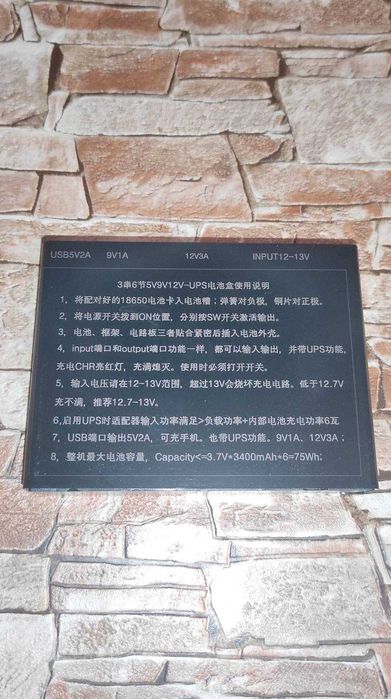 USB5V2A 9V1A 12V3A INPUT12-13V
3串6节5V9V12V-UPS电池盒使用说明
1，将配对好的18650电池卡入电池槽；弹簧对负极，铜片对正极。
2，将电源开关拨到ON位置，分别按SW开关激活输出。
3，电池、框架、电路板三者贴合紧密后插入电池外壳。
4，input端口和output端口功能一样，都可以输入输出，并带UPS功能，
充电CHR亮红灯，充满熄灭。使用时必须打开开关。
5，输入电压请在12-13V范围，超过13V会烧坏充电电路。低于12.7V
充不满，推荐12.7-13V。
6,启用UPS时适配器输入功率满足>负载功率+内部电池充电功率6瓦
7，USB端口输出5V2A，可充手机。也带UPS功能。9V1A、12V3A；
8，整机最大电池容量，Capacity<=3.7V*3400mAh*6=75Wh;